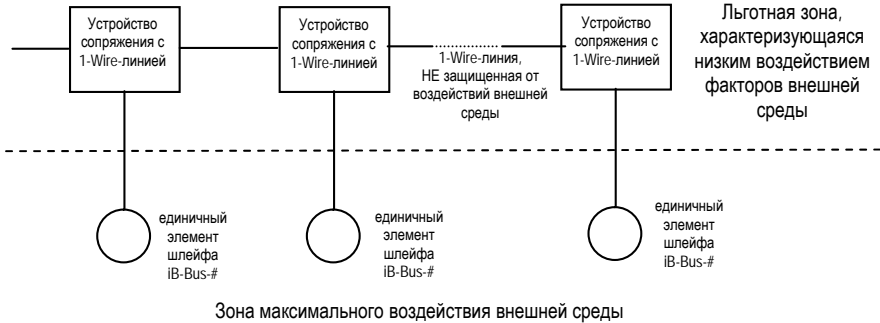 Устройство
сопряжения с
1-Wire-линией
Устройство
сопряжения с
1-Wire-линией
1-Wire-линия,
НЕ защищенная от
воздействий внешней
среды
Устройство
сопряжения с
1-Wire-линией
Льготная зона,
характеризующаяся
низким воздействием
факторов внешней
среды
единичный
элемент
шлейфа
iB-Bus-#
единичный
элемент
шлейфа
iB-Bus-#
единичный
элемент
шлейфа
iB-Bus-#
Зона максимального воздействия внешней среды